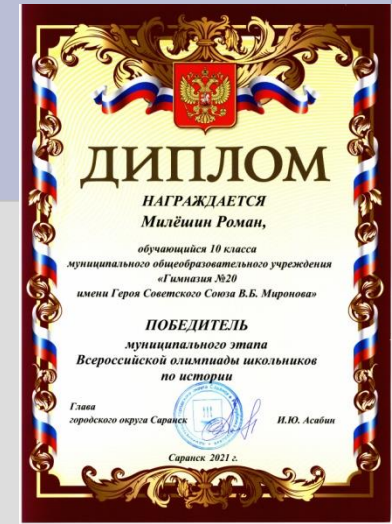 ДИПЛОМ
НАГРАЖДАЕТСЯ
Милёшин Роман,
обучающийся 10 класса
муниципального общеобразовательного учреждения
«Гимназия №20
имени Героя Советского Союза В.Б. Миронова»
ПОБЕДИТЕЛЬ
муниципального этапа
Всероссийской олимпиады школьников
по истории
Глава
городского округа Саранск И.Ю. Асабин
Саранск 2021 г.